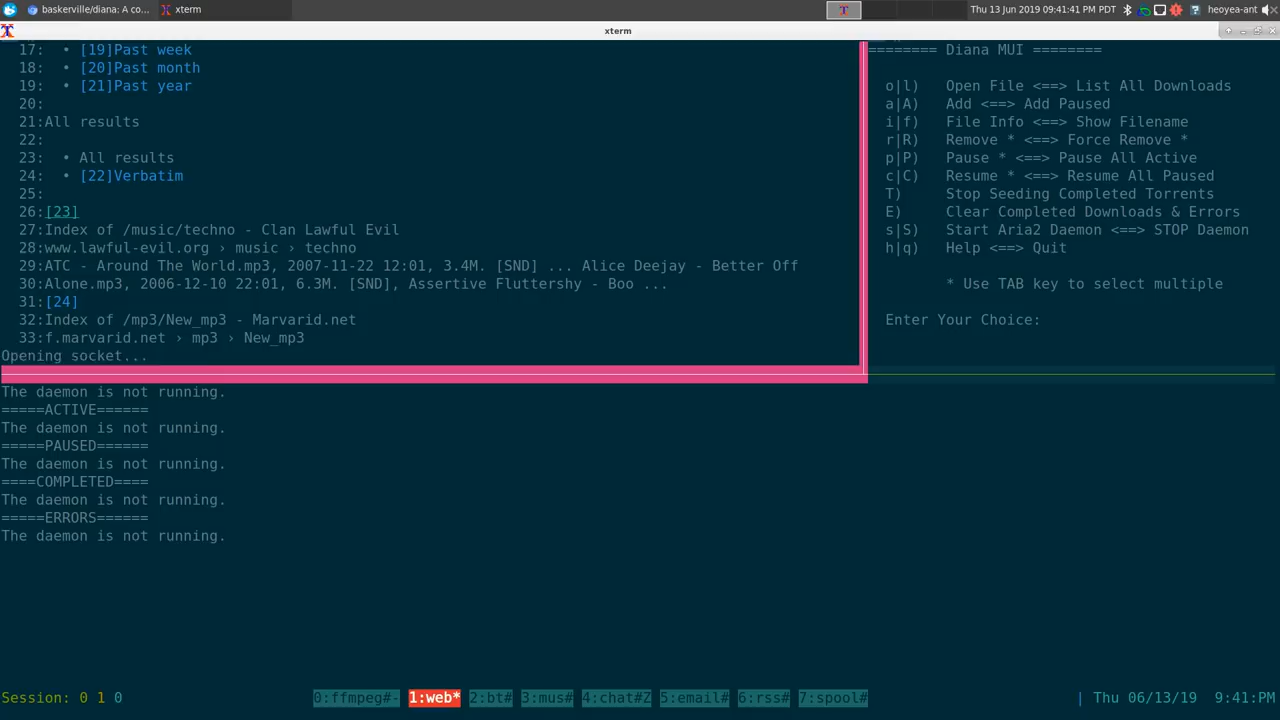 baskerville/diana: A co...
xterm
Thu 13 Jun 2019 09:41:41 PM PDT
heoyea-ant
xterm
17:  • [19]Past week
18:  • [20]Past month
19:  • [21]Past year
20:
21:All results
22:
23:  • All results
24:  • [22]Verbatim
25:
26:[23]
27:Index of /music/techno - Clan Lawful Evil
28:www.lawful-evil.org › music › techno
29:ATC - Around The World.mp3, 2007-11-22 12:01, 3.4M. [SND] ... Alice Deejay - Better Off
30:Alone.mp3, 2006-12-10 22:01, 6.3M. [SND], Assertive Fluttershy - Boo ...
31:[24]
32:Index of /mp3/New_mp3 - Marvarid.net
33:f.marvarid.net › mp3 › New_mp3
Opening socket...
======== Diana MUI ========
o|l)   Open File <==> List All Downloads
a|A)   Add <==> Add Paused
i|f)   File Info <==> Show Filename
r|R)   Remove * <==> Force Remove *
p|P)   Pause * <==> Pause All Active
c|C)   Resume * <==> Resume All Paused
T)     Stop Seeding Completed Torrents
E)     Clear Completed Downloads & Errors
s|S)   Start Aria2 Daemon <==> STOP Daemon
h|q)   Help <==> Quit
* Use TAB key to select multiple
Enter Your Choice:
The daemon is not running.
=====ACTIVE======
The daemon is not running.
=====PAUSED======
The daemon is not running.
====COMPLETED====
The daemon is not running.
=====ERRORS======
The daemon is not running.
Session: 0 1 0
0:ffmpeg#- 1:web* 2:bt# 3:mus# 4:chat#Z 5:email# 6:rss# 7:spool#
| Thu 06/13/19  9:41:PM